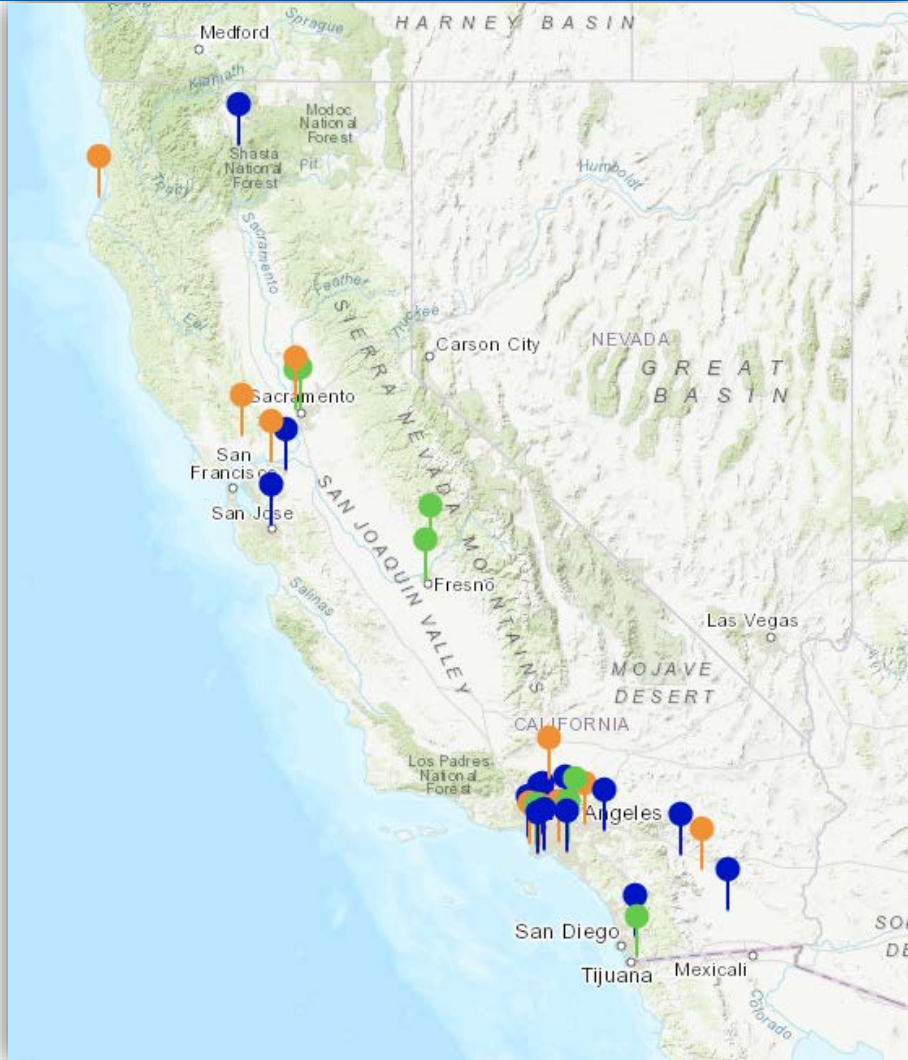 HARNEY BASIN
Sprague
Medford
Klamath
Modoc
National
Forest
Shasta
National
Forest
Pit
Humboldt
Sacramento
Feather
Eel
Truckee
Carson City
NEVADA
GREAT
BASIN
SIERRA NEVADA MOUNTAINS
Sacramento
San
Francisco
San Jose
SAN JOAQUIN VALLEY
Salinas
Fresno
Las Vegas
MOJAVE
DESERT
CALIFORNIA
Los Padres
National
Forest
Angeles
San Diego
Tijuana
Mexicali
Colorado